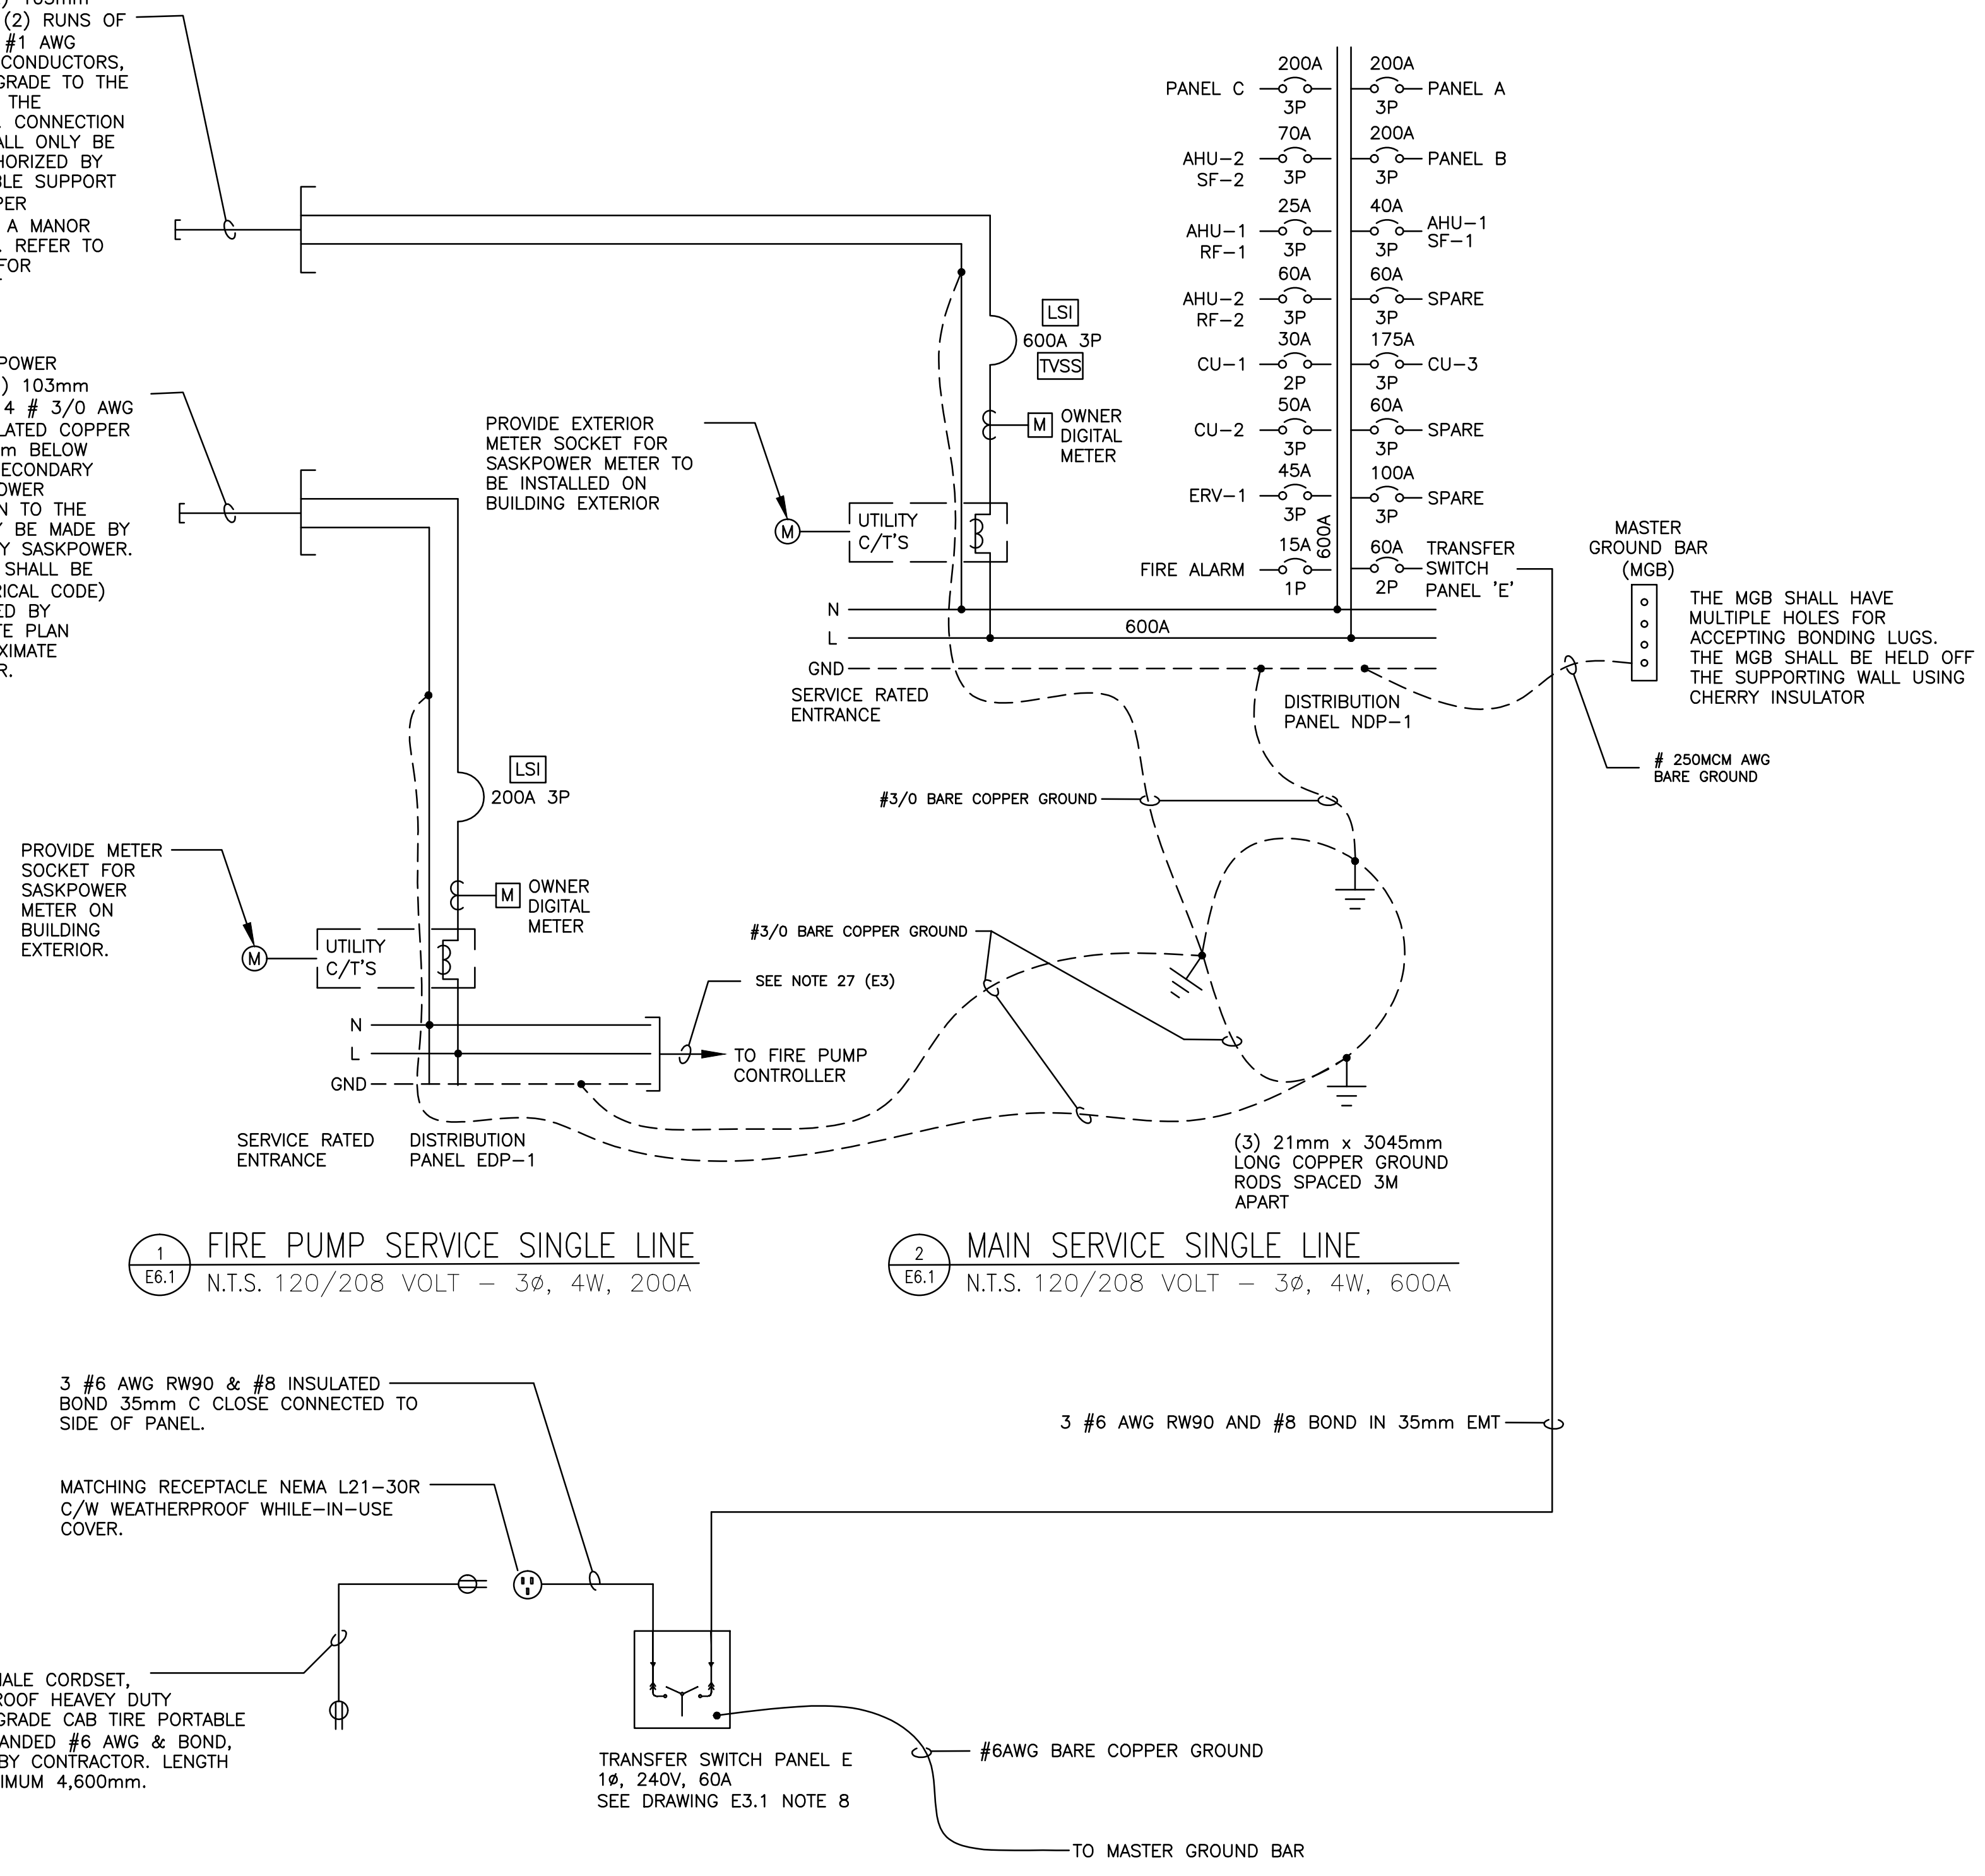 (2) RUNS OF
#1 AWG
CONDUCTORS,
GRADE TO THE
THE
CONNECTION
ALL ONLY BE
HORIZED BY
BLE SUPPORT
PER
A MANOR
REFER TO
FOR
POWER
) 103mm
4 # 3/0 AWG
LATED COPPER
m BELOW
SECONDARY
POWER
N TO THE
Y BE MADE BY
Y SASKPOWER.
SHALL BE
RICAL CODE)
ED BY
TE PLAN
XIMATE
R.
PROVIDE EXTERIOR
METER SOCKET FOR
SASKPOWER METER TO
BE INSTALLED ON
BUILDING EXTERIOR
M
UTILITY
C/T'S
LSI
600A 3P
TVSS
M
OWNER
DIGITAL
METER
200A
PANEL C
3P
70A
AHU-2
SF-2
3P
25A
AHU-1
RF-1
3P
60A
AHU-2
RF-2
3P
30A
CU-1
2P
50A
CU-2
3P
45A
ERV-1
3P
15A
FIRE ALARM
1P
600A
200A
PANEL A
3P
200A
PANEL B
3P
40A
AHU-1
SF-1
3P
60A
SPARE
3P
175A
CU-3
3P
60A
SPARE
3P
100A
SPARE
3P
60A
TRANSFER
SWITCH
PANEL 'E'
2P
N
L
600A
GND
SERVICE RATED
ENTRANCE
DISTRIBUTION
PANEL NDP-1
MASTER
GROUND BAR
(MGB)
THE MGB SHALL HAVE
MULTIPLE HOLES FOR
ACCEPTING BONDING LUGS.
THE MGB SHALL BE HELD OFF
THE SUPPORTING WALL USING
CHERRY INSULATOR
# 250MCM AWG
BARE GROUND
#3/0 BARE COPPER GROUND
#3/0 BARE COPPER GROUND
LSI
200A 3P
PROVIDE METER
SOCKET FOR
SASKPOWER
METER ON
BUILDING
EXTERIOR.
M
OWNER
DIGITAL
METER
M
UTILITY
C/T'S
SEE NOTE 27 (E3)
N
L
GND
TO FIRE PUMP
CONTROLLER
SERVICE RATED
ENTRANCE
DISTRIBUTION
PANEL EDP-1
(3) 21mm x 3045mm
LONG COPPER GROUND
RODS SPACED 3M
APART
1
E6.1
FIRE PUMP SERVICE SINGLE LINE
N.T.S. 120/208 VOLT - 3ø, 4W, 200A
2
E6.1
MAIN SERVICE SINGLE LINE
N.T.S. 120/208 VOLT - 3ø, 4W, 600A
3 #6 AWG RW90 & #8 INSULATED
BOND 35mm C CLOSE CONNECTED TO
SIDE OF PANEL.
3 #6 AWG RW90 AND #8 BOND IN 35mm EMT
MATCHING RECEPTACLE NEMA L21-30R
C/W WEATHERPROOF WHILE-IN-USE
COVER.
MALE CORDSET,
ROOF HEAVEY DUTY
GRADE CAB TIRE PORTABLE
ANDED #6 AWG & BOND,
BY CONTRACTOR. LENGTH
NIMUM 4,600mm.
TRANSFER SWITCH PANEL E
1ø, 240V, 60A
SEE DRAWING E3.1 NOTE 8
#6AWG BARE COPPER GROUND
TO MASTER GROUND BAR